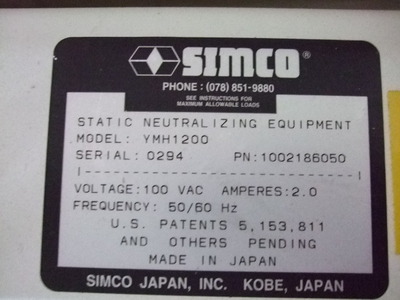 SIMCO®
PHONE: (078) 851-9880
SEE INSTRUCTIONS FOR
MAXIMUM ALLOWABLE LOADS
STATIC NEUTRALIZING EQUIPMENT
MODEL: YMH1200
SERIAL: 0294 PN:1002186050
VOLTAGE:100 VAC AMPERES:2.0
FREQUENCY: 50/60 Hz
U.S. PATENTS 5,153,811
AND OTHERS PENDING
MADE IN JAPAN
SIMCO JAPAN, INC. KOBE, JAPAN